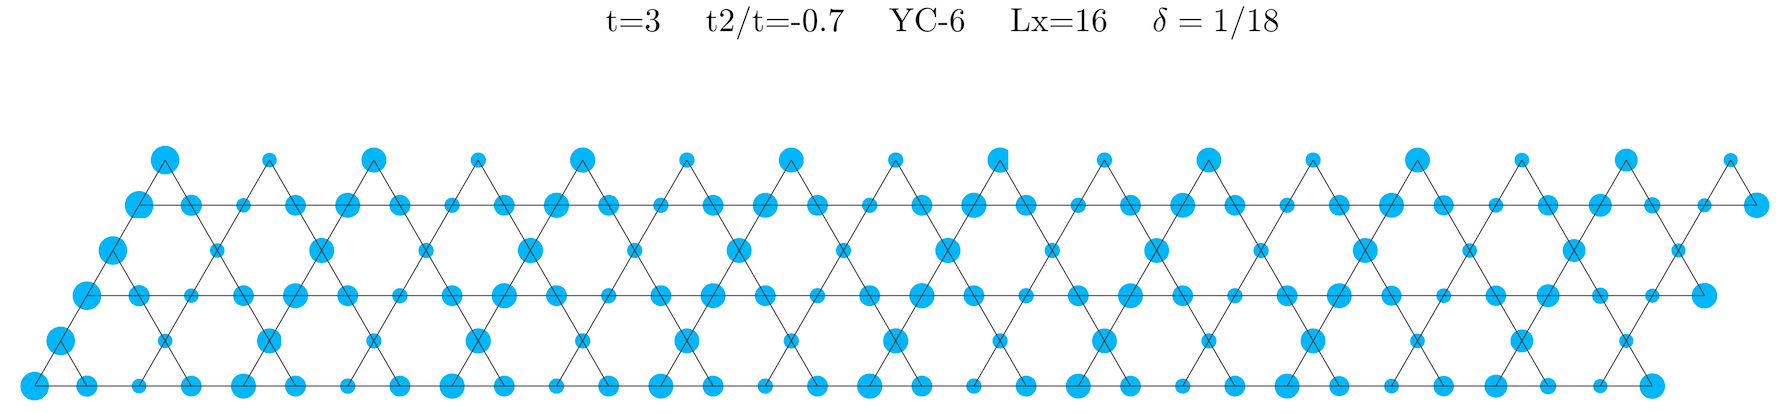 t=3 t2/t=-0.7 YC-6 Lx=16 δ = 1/18